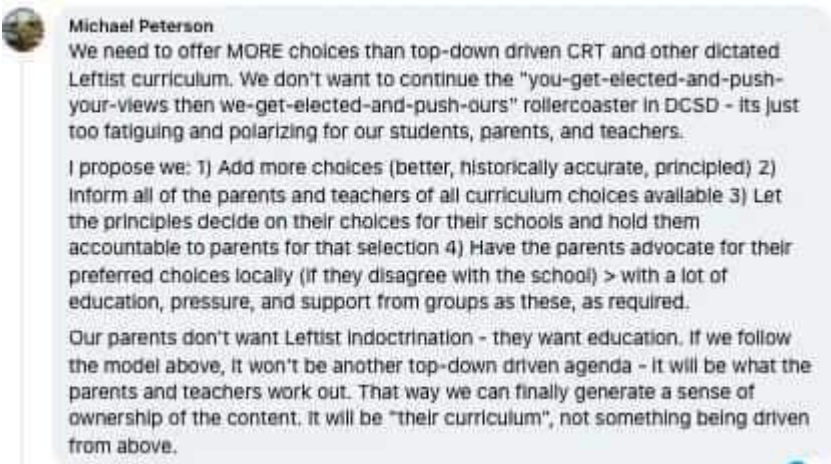 Michael Peterson
We need to offer MORE choices than top-down driven CRT and other dictated
Leftist curriculum. We don't want to continue the "you-get-elected-and-push-
your-views then we-get-elected-and-push-ours" rollercoaster in DCSD - its just
too fatiguing and polarizing for our students, parents, and teachers.
I propose we: 1) Add more choices (better, historically accurate, principled) 2)
Inform all of the parents and teachers of all curriculum choices available 3) Let
the principles decide on their choices for their schools and hold them
accountable to parents for that selection 4) Have the parents advocate for their
preferred choices locally (if they disagree with the school) > with a lot of
education, pressure, and support from groups as these, as required.
Our parents don't want Leftist indoctrination - they want education. If we follow
the model above, it won't be another top-down driven agenda - it will be what the
parents and teachers work out. That way we can finally generate a sense of
ownership of the content. It will be "their curriculum", not something being driven
from above.